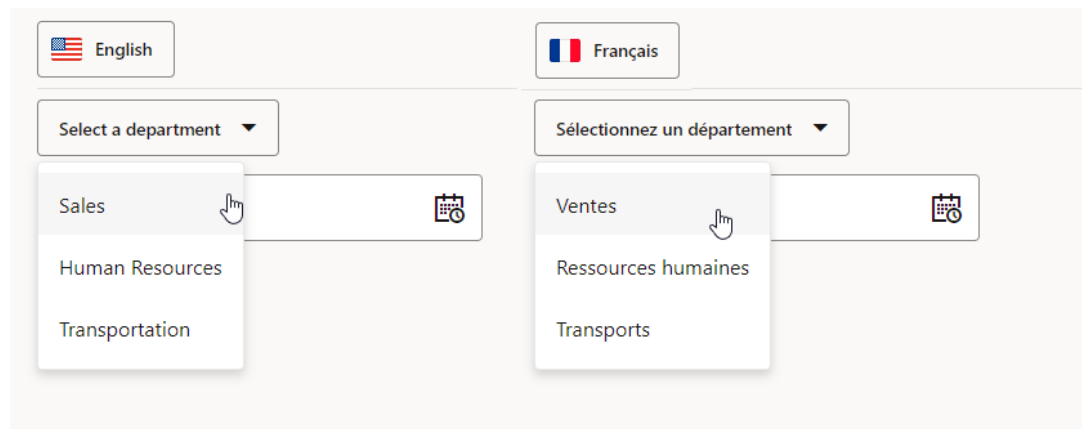 English
Select a department
Sales
Human Resources
Transportation
Français
Sélectionnez un département
Ventes
Ressources humaines
Transports